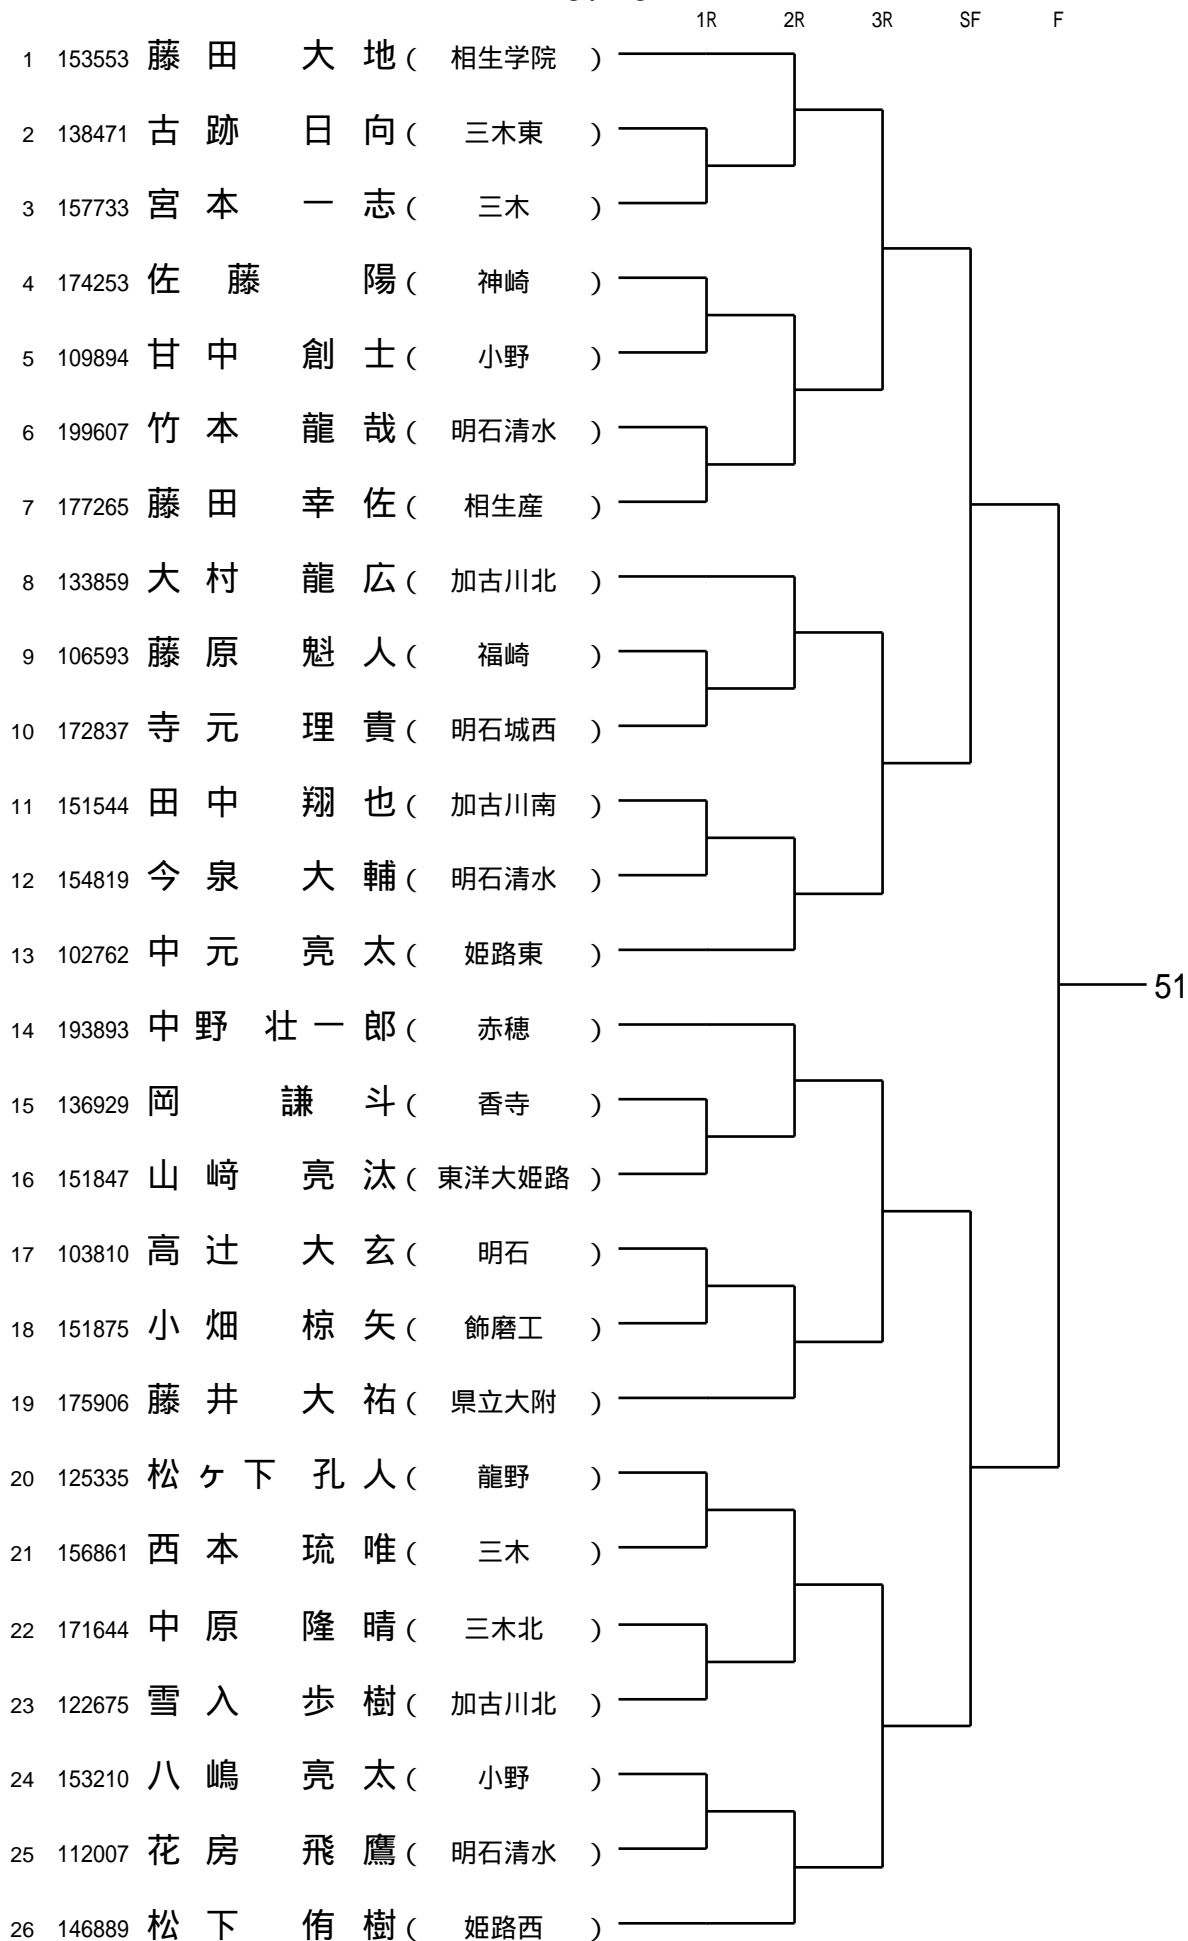 1R 2R 3R SF F
1 153553 藤田 大地 ( 相生学院 )
2 138471 古跡 日向 ( 三木東 )
3 157733 宮本 一志 ( 三木 )
4 174253 佐藤 陽 ( 神崎 )
5 109894 甘中 創士 ( 小野 )
6 199607 竹本 龍哉 ( 明石清水 )
7 177265 藤田 幸佐 ( 相生産 )
8 133859 大村 龍広 ( 加古川北 )
9 106593 藤原 魁人 ( 福崎 )
10 172837 寺元 理貴 ( 明石城西 )
11 151544 田中 翔也 ( 加古川南 )
12 154819 今泉 大輔 ( 明石清水 )
13 102762 中元 亮太 ( 姫路東 )
51
14 193893 中野 壮一郎 ( 赤穂 )
15 136929 岡 謙斗 ( 香寺 )
16 151847 山﨑 亮汰 ( 東洋大姫路 )
17 103810 高辻 大玄 ( 明石 )
18 151875 小畑 椋矢 ( 飾磨工 )
19 175906 藤井 大祐 ( 県立大附 )
20 125335 松ヶ下 孔人 ( 龍野 )
21 156861 西本 琉唯 ( 三木 )
22 171644 中原 隆晴 ( 三木北 )
23 122675 雪入 歩樹 ( 加古川北 )
24 153210 八嶋 亮太 ( 小野 )
25 112007 花房 飛鷹 ( 明石清水 )
26 146889 松下 侑樹 ( 姫路西 )